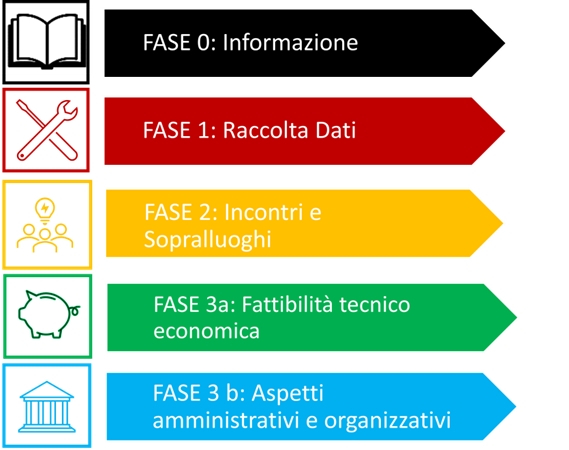 FASE 0: Informazione
FASE 1: Raccolta Dati
FASE 2: Incontri e
Sopralluoghi
FASE 3a: Fattibilità tecnico
economica
FASE 3 b: Aspetti
amministrativi e organizzativi